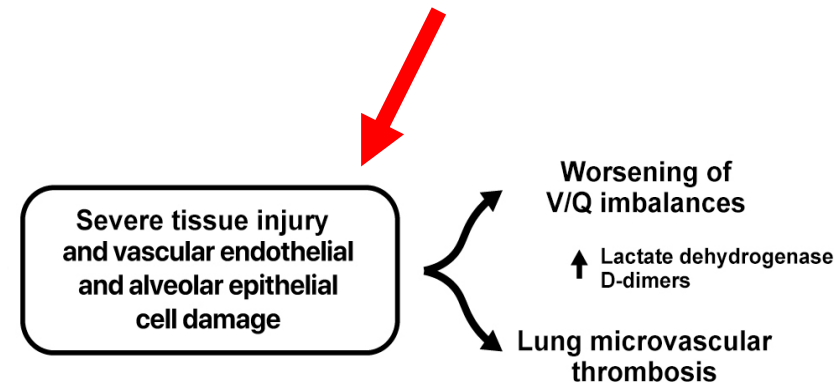 Severe tissue injury
and vascular endothelial
and alveolar epithelial
cell damage
Worsening of
V/Q imbalances
Lactate dehydrogenase
D-dimers
Lung microvascular
thrombosis